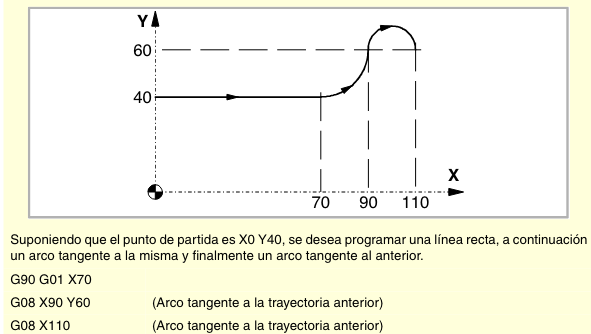 Y
60
40
X
70 90 110
Suponiendo que el punto de partida es X0 Y40, se desea programar una línea recta, a continuación
un arco tangente a la misma y finalmente un arco tangente al anterior.
G90 G01 X70
G08 X90 Y60 (Arco tangente a la trayectoria anterior)
G08 X110 (Arco tangente a la trayectoria anterior)